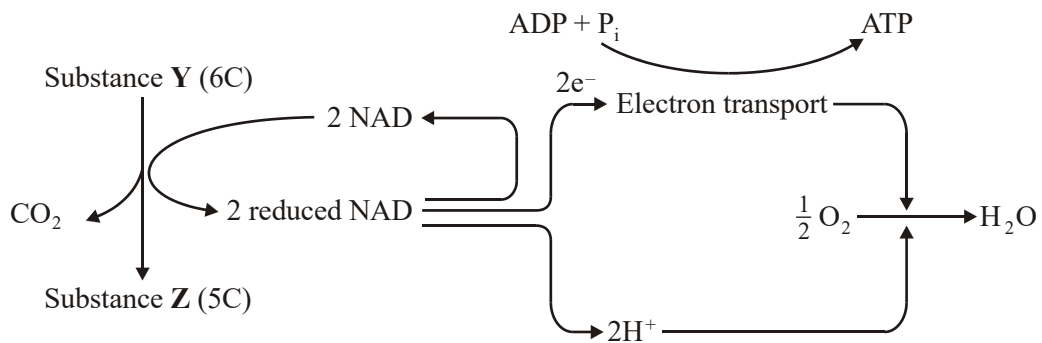 ADP + Pᵢ
ATP
Substance Y (6C)
2e⁻
Electron transport
2 NAD
CO₂
2 reduced NAD
½ O₂
H₂O
Substance Z (5C)
2H⁺